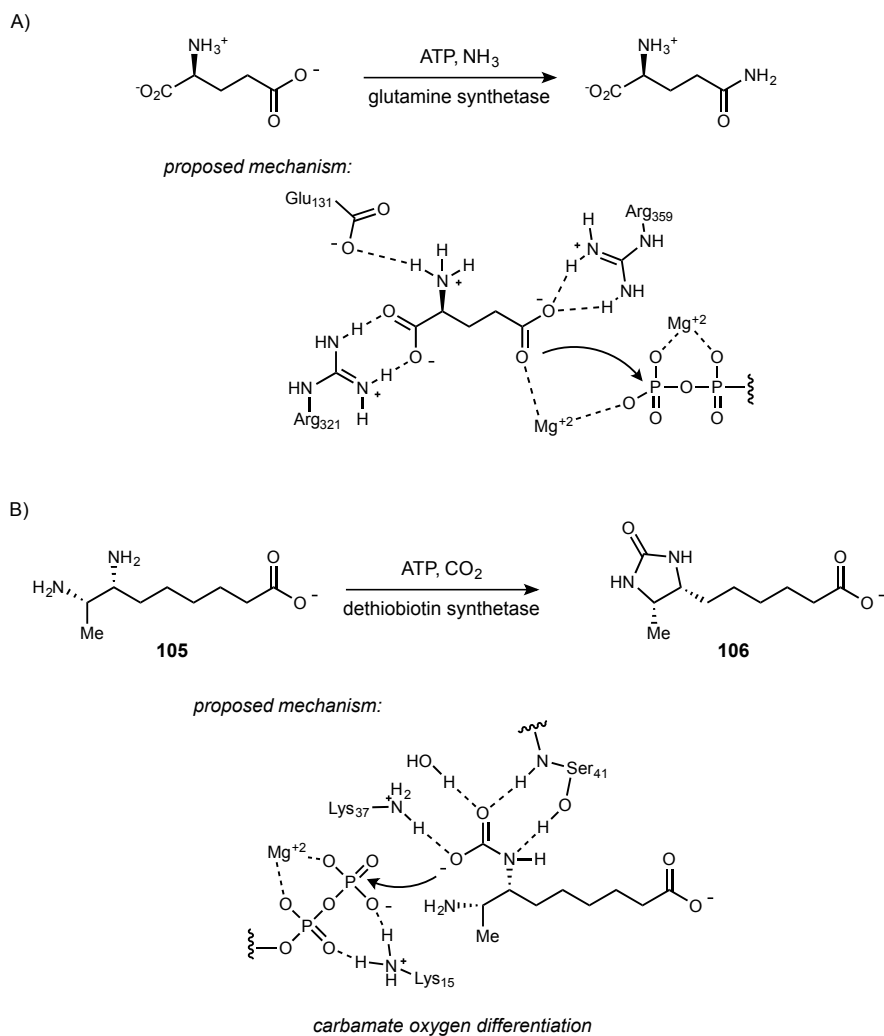 A)
NH3+
-O2C
O -
O
ATP, NH3
glutamine synthetase
NH3+
-O2C
NH2
O
proposed mechanism:
Glu131
O
- O
H
H N H
+
O
O -
H
NH
H
HN N +
H
Arg321
- O
O
H
+ N
H
Arg359
NH
NH
H
Mg+2
O O
O P O P
O O
Mg+2
B)
H2N
NH2
Me
O
O -
105
ATP, CO2
dethiobiotin synthetase
O
NH
HN
Me
O
O -
106
proposed mechanism:
HO
H
Lys37
+ H2
N
H
O
H
N
Ser41
O
H
- O
N H
Mg+2
O
O
P
O
O -
O
P
O
O
H
H
N +
H
Lys15
H2N
Me
O
O -
carbamate oxygen differentiation